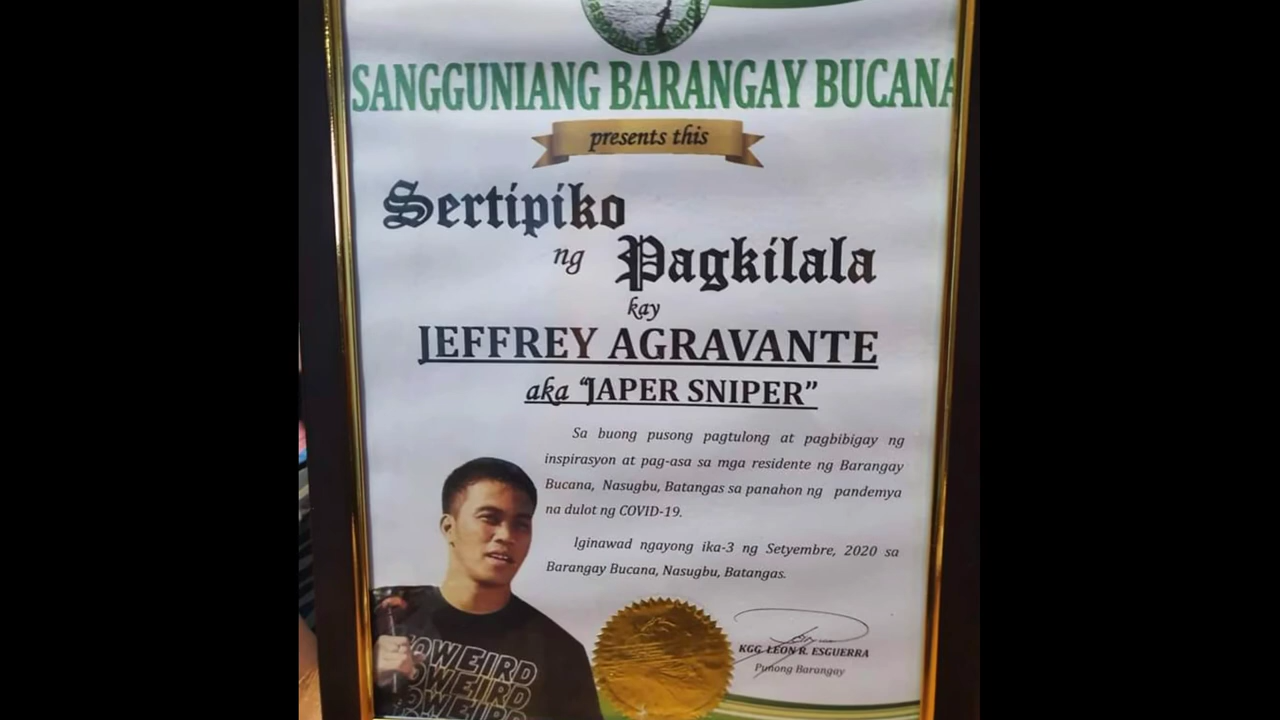 SANGGUNIANG BARANGAY BUCANA
presents this
Sertipiko
ng Pagkilala
kay
JEFFREY AGRAVANTE
aka "JAPER SNIPER"
Sa buong pusong pagtulong at pagbibigay ng
inspirasyon at pag-asa sa mga residente ng Barangay
Bucana, Nasugbu, Batangas sa panahon ng pandemya
na dulot ng COVID-19.
Iginawad ngayong ika-3 ng Setyembre, 2020 sa
Barangay Bucana, Nasugbu, Batangas.
KGG. LEON R. ESGUERRA
Punong Barangay
OWEIRD
OWEIRD
OWEIRD